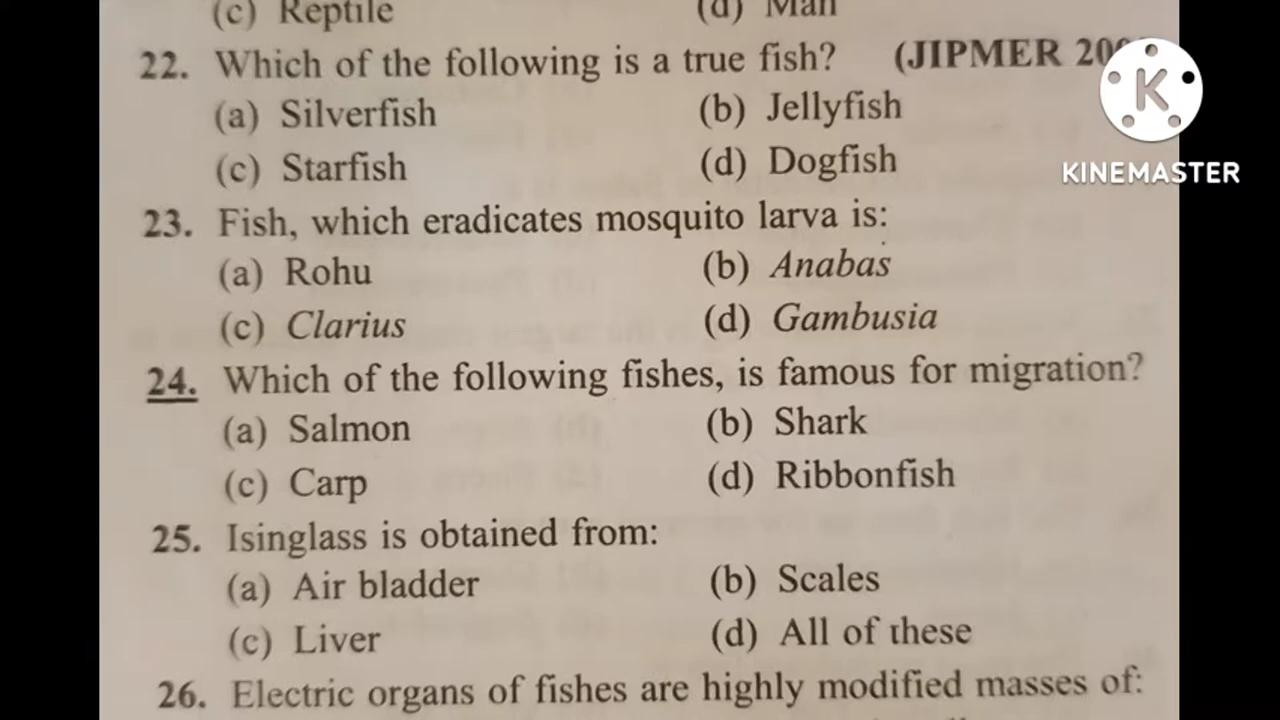 (c) Reptile (d) Man
22. Which of the following is a true fish? (JIPMER 200
(a) Silverfish (b) Jellyfish
(c) Starfish (d) Dogfish
23. Fish, which eradicates mosquito larva is:
(a) Rohu (b) Anabas
(c) Clarius (d) Gambusia
24. Which of the following fishes, is famous for migration?
(a) Salmon (b) Shark
(c) Carp (d) Ribbonfish
25. Isinglass is obtained from:
(a) Air bladder (b) Scales
(c) Liver (d) All of these
26. Electric organs of fishes are highly modified masses of:
K
KINEMASTER